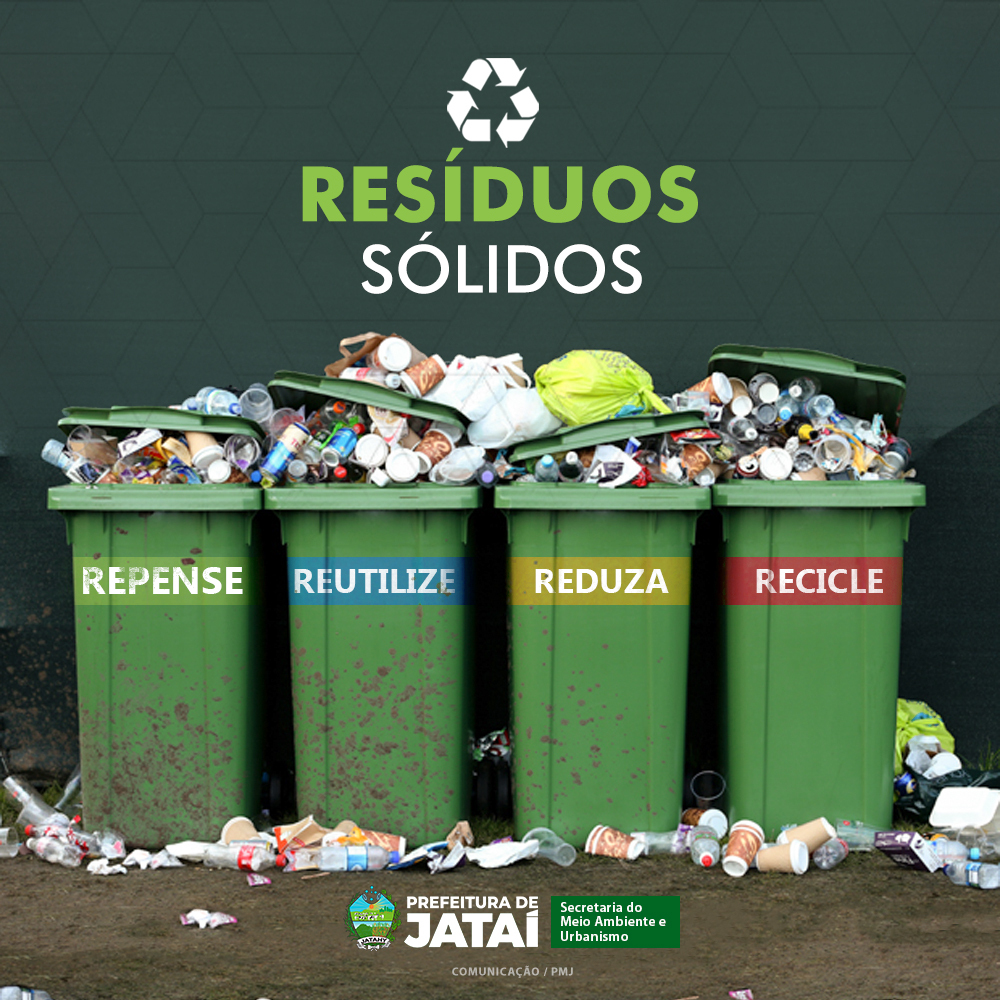 RESÍDUOS
SÓLIDOS
REPENSE
REUTILIZE
REDUZA
RECICLE
PREFEITURA DE
JATAÍ
Secretaria do
Meio Ambiente e
Urbanismo
COMUNICAÇÃO / PMJ